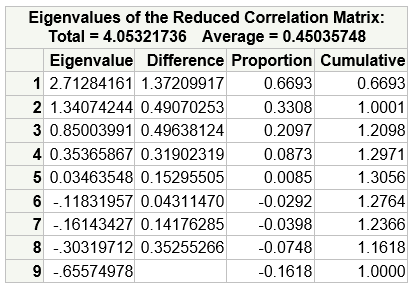 Eigenvalues of the Reduced Correlation Matrix:
Total = 4.05321736 Average = 0.45035748
Eigenvalue Difference Proportion Cumulative
1 2.71284161 1.37209917 0.6693 0.6693
2 1.34074244 0.49070253 0.3308 1.0001
3 0.85003991 0.49638124 0.2097 1.2098
4 0.35365867 0.31902319 0.0873 1.2971
5 0.03463548 0.15295505 0.0085 1.3056
6 -.11831957 0.04311470 -0.0292 1.2764
7 -.16143427 0.14176285 -0.0398 1.2366
8 -.30319712 0.35255266 -0.0748 1.1618
9 -.65574978 -0.1618 1.0000